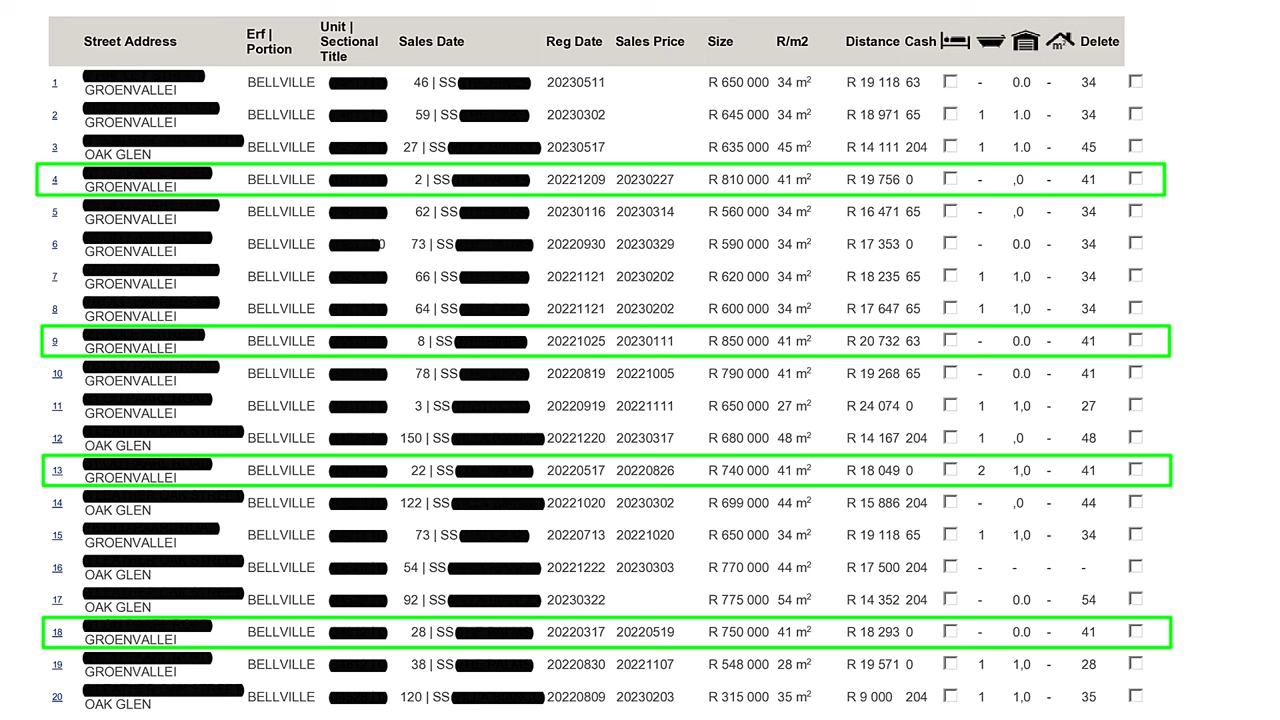 Street Address Erf | Portion Unit | Sectional Title Sales Date Reg Date Sales Price Size R/m2 Distance Cash m² Delete
1 GROENVALLEI BELLVILLE 46 | SS 20230511 R 650 000 34 m² R 19 118 63 - 0.0 - 34
2 GROENVALLEI BELLVILLE 59 | SS 20230302 R 645 000 34 m² R 18 971 65 1 1.0 - 34
3 OAK GLEN BELLVILLE 27 | SS 20230517 R 635 000 45 m² R 14 111 204 1 1.0 - 45
4 GROENVALLEI BELLVILLE 2 | SS 20221209 20230227 R 810 000 41 m² R 19 756 0 - ,0 - 41
5 GROENVALLEI BELLVILLE 62 | SS 20230116 20230314 R 560 000 34 m² R 16 471 65 - ,0 - 34
6 GROENVALLEI BELLVILLE 73 | SS 20220930 20230329 R 590 000 34 m² R 17 353 0 - 0.0 - 34
7 GROENVALLEI BELLVILLE 66 | SS 20221121 20230202 R 620 000 34 m² R 18 235 65 1 1,0 - 34
8 GROENVALLEI BELLVILLE 64 | SS 20221121 20230201 R 600 000 34 m² R 17 647 65 1 1,0 - 34
9 GROENVALLEI BELLVILLE 8 | SS 20221025 20230111 R 850 000 41 m² R 20 732 63 - 0.0 - 41
10 GROENVALLEI BELLVILLE 78 | SS 20220819 20221005 R 790 000 41 m² R 19 268 65 - 0.0 - 41
11 GROENVALLEI BELLVILLE 3 | SS 20220919 20221111 R 650 000 27 m² R 24 074 0 1 1,0 - 27
12 OAK GLEN BELLVILLE 150 | SS 20221220 20230317 R 680 000 48 m² R 14 167 204 1 ,0 - 48
13 GROENVALLEI BELLVILLE 22 | SS 20220517 20220826 R 740 000 41 m² R 18 049 0 2 1,0 - 41
14 OAK GLEN BELLVILLE 122 | SS 20221020 20230302 R 699 000 44 m² R 15 886 204 - ,0 - 44
15 GROENVALLEI BELLVILLE 73 | SS 20220713 20221020 R 650 000 34 m² R 19 118 65 1 1,0 - 34
16 OAK GLEN BELLVILLE 54 | SS 20221222 20230303 R 770 000 44 m² R 17 500 204 - - - -
17 OAK GLEN BELLVILLE 92 | SS 20230322 R 775 000 54 m² R 14 352 204 - 0.0 - 54
18 GROENVALLEI BELLVILLE 28 | SS 20220317 20220519 R 750 000 41 m² R 18 293 0 - 0.0 - 41
19 GROENVALLEI BELLVILLE 38 | SS 20220830 20221107 R 548 000 28 m² R 19 571 0 1 1,0 - 28
20 OAK GLEN BELLVILLE 120 | SS 20220809 20230203 R 315 000 35 m² R 9 000 204 1 1,0 - 35